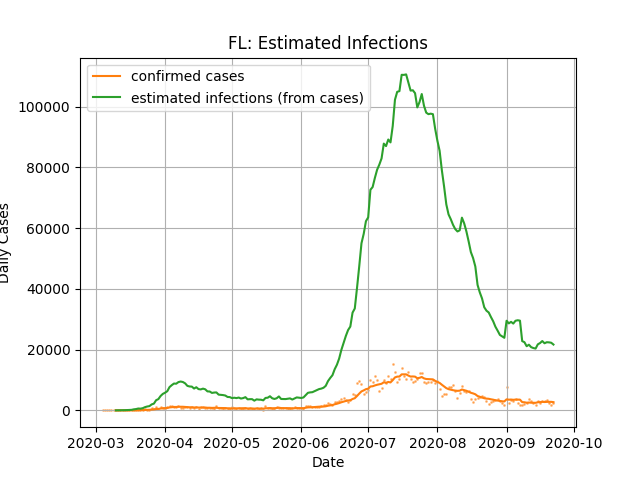 FL: Estimated Infections
confirmed cases
estimated infections (from cases)
100000
80000
60000
40000
20000
0
Daily Cases
2020-03
2020-04
2020-05
2020-06
2020-07
2020-08
2020-09
2020-10
Date